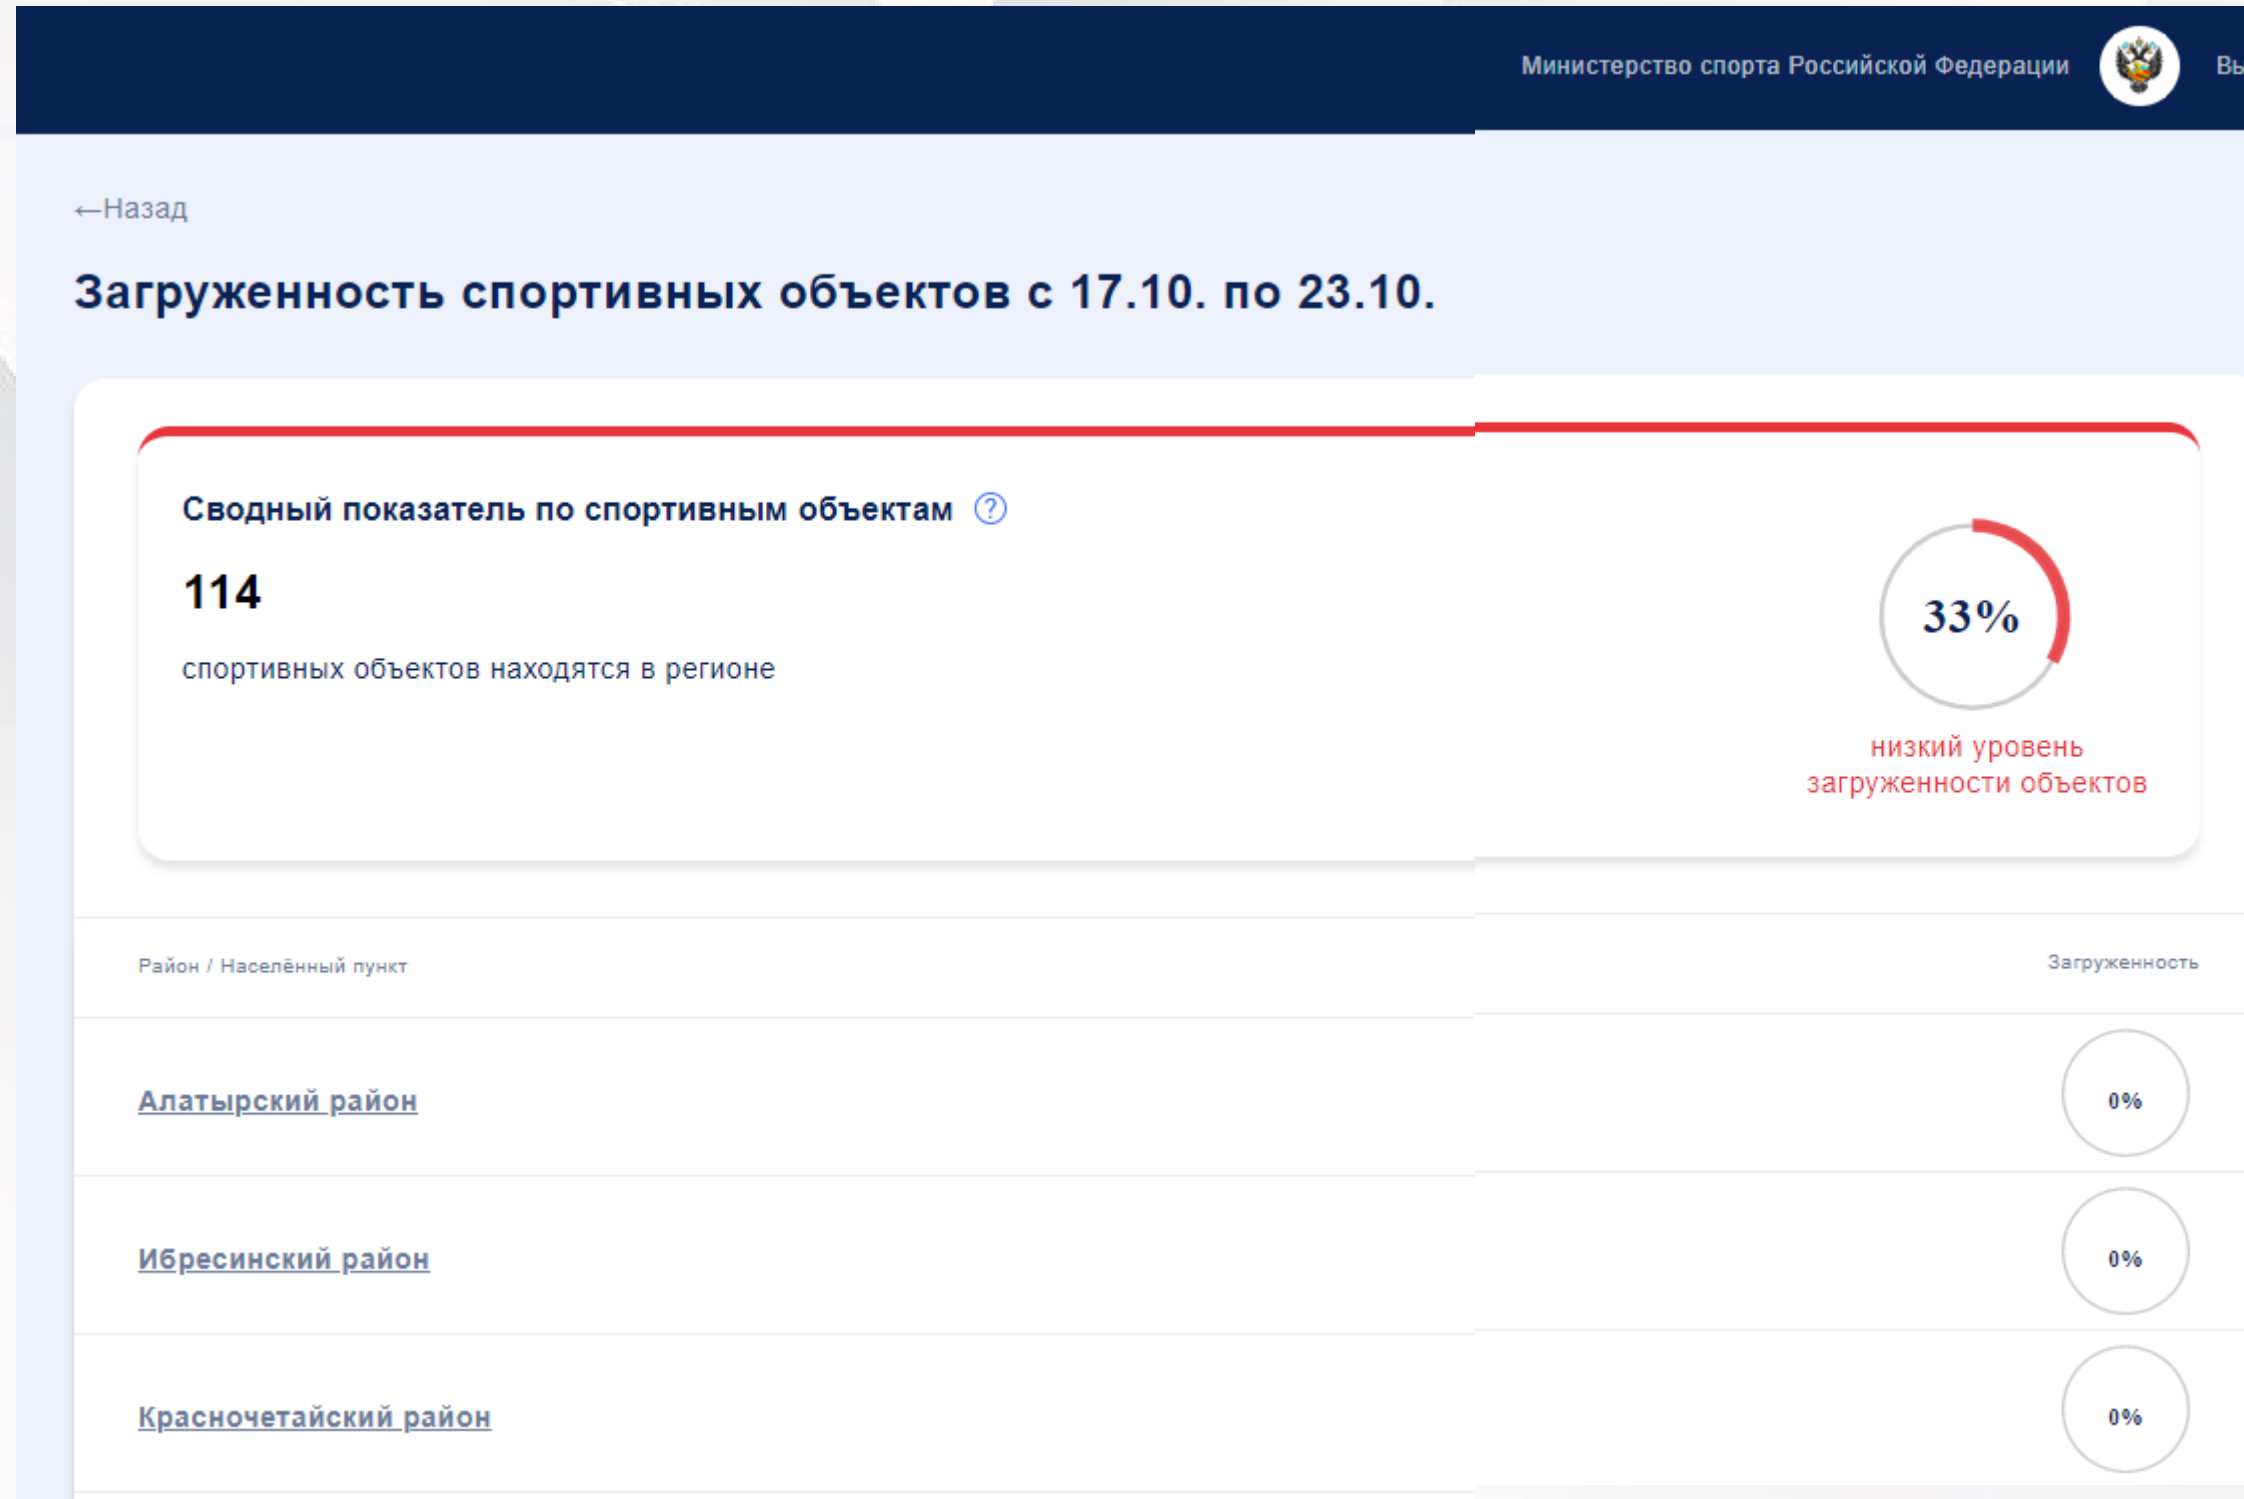 Министерство спорта Российской Федерации
←Назад
Загруженность спортивных объектов с 17.10. по 23.10.
Сводный показатель по спортивным объектам ?
114
спортивных объектов находятся в регионе
33%
низкий уровень
загруженности объектов
Район / Населённый пункт Загруженность
Алатырский район 0%
Ибресинский район 0%
Красночетайский район 0%